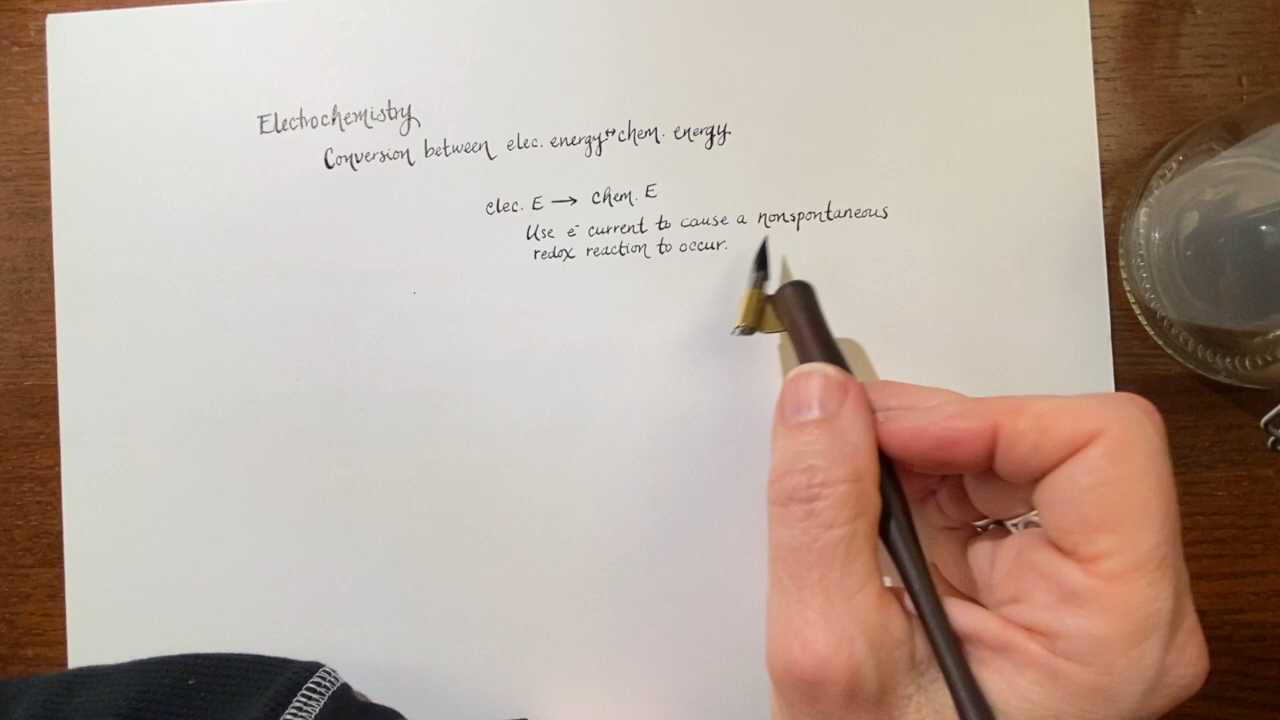 Electrochemistry
Conversion between elec. energy ↔ chem. energy
elec. E → chem. E
Use e⁻ current to cause a nonspontaneous
redox reaction to occur.